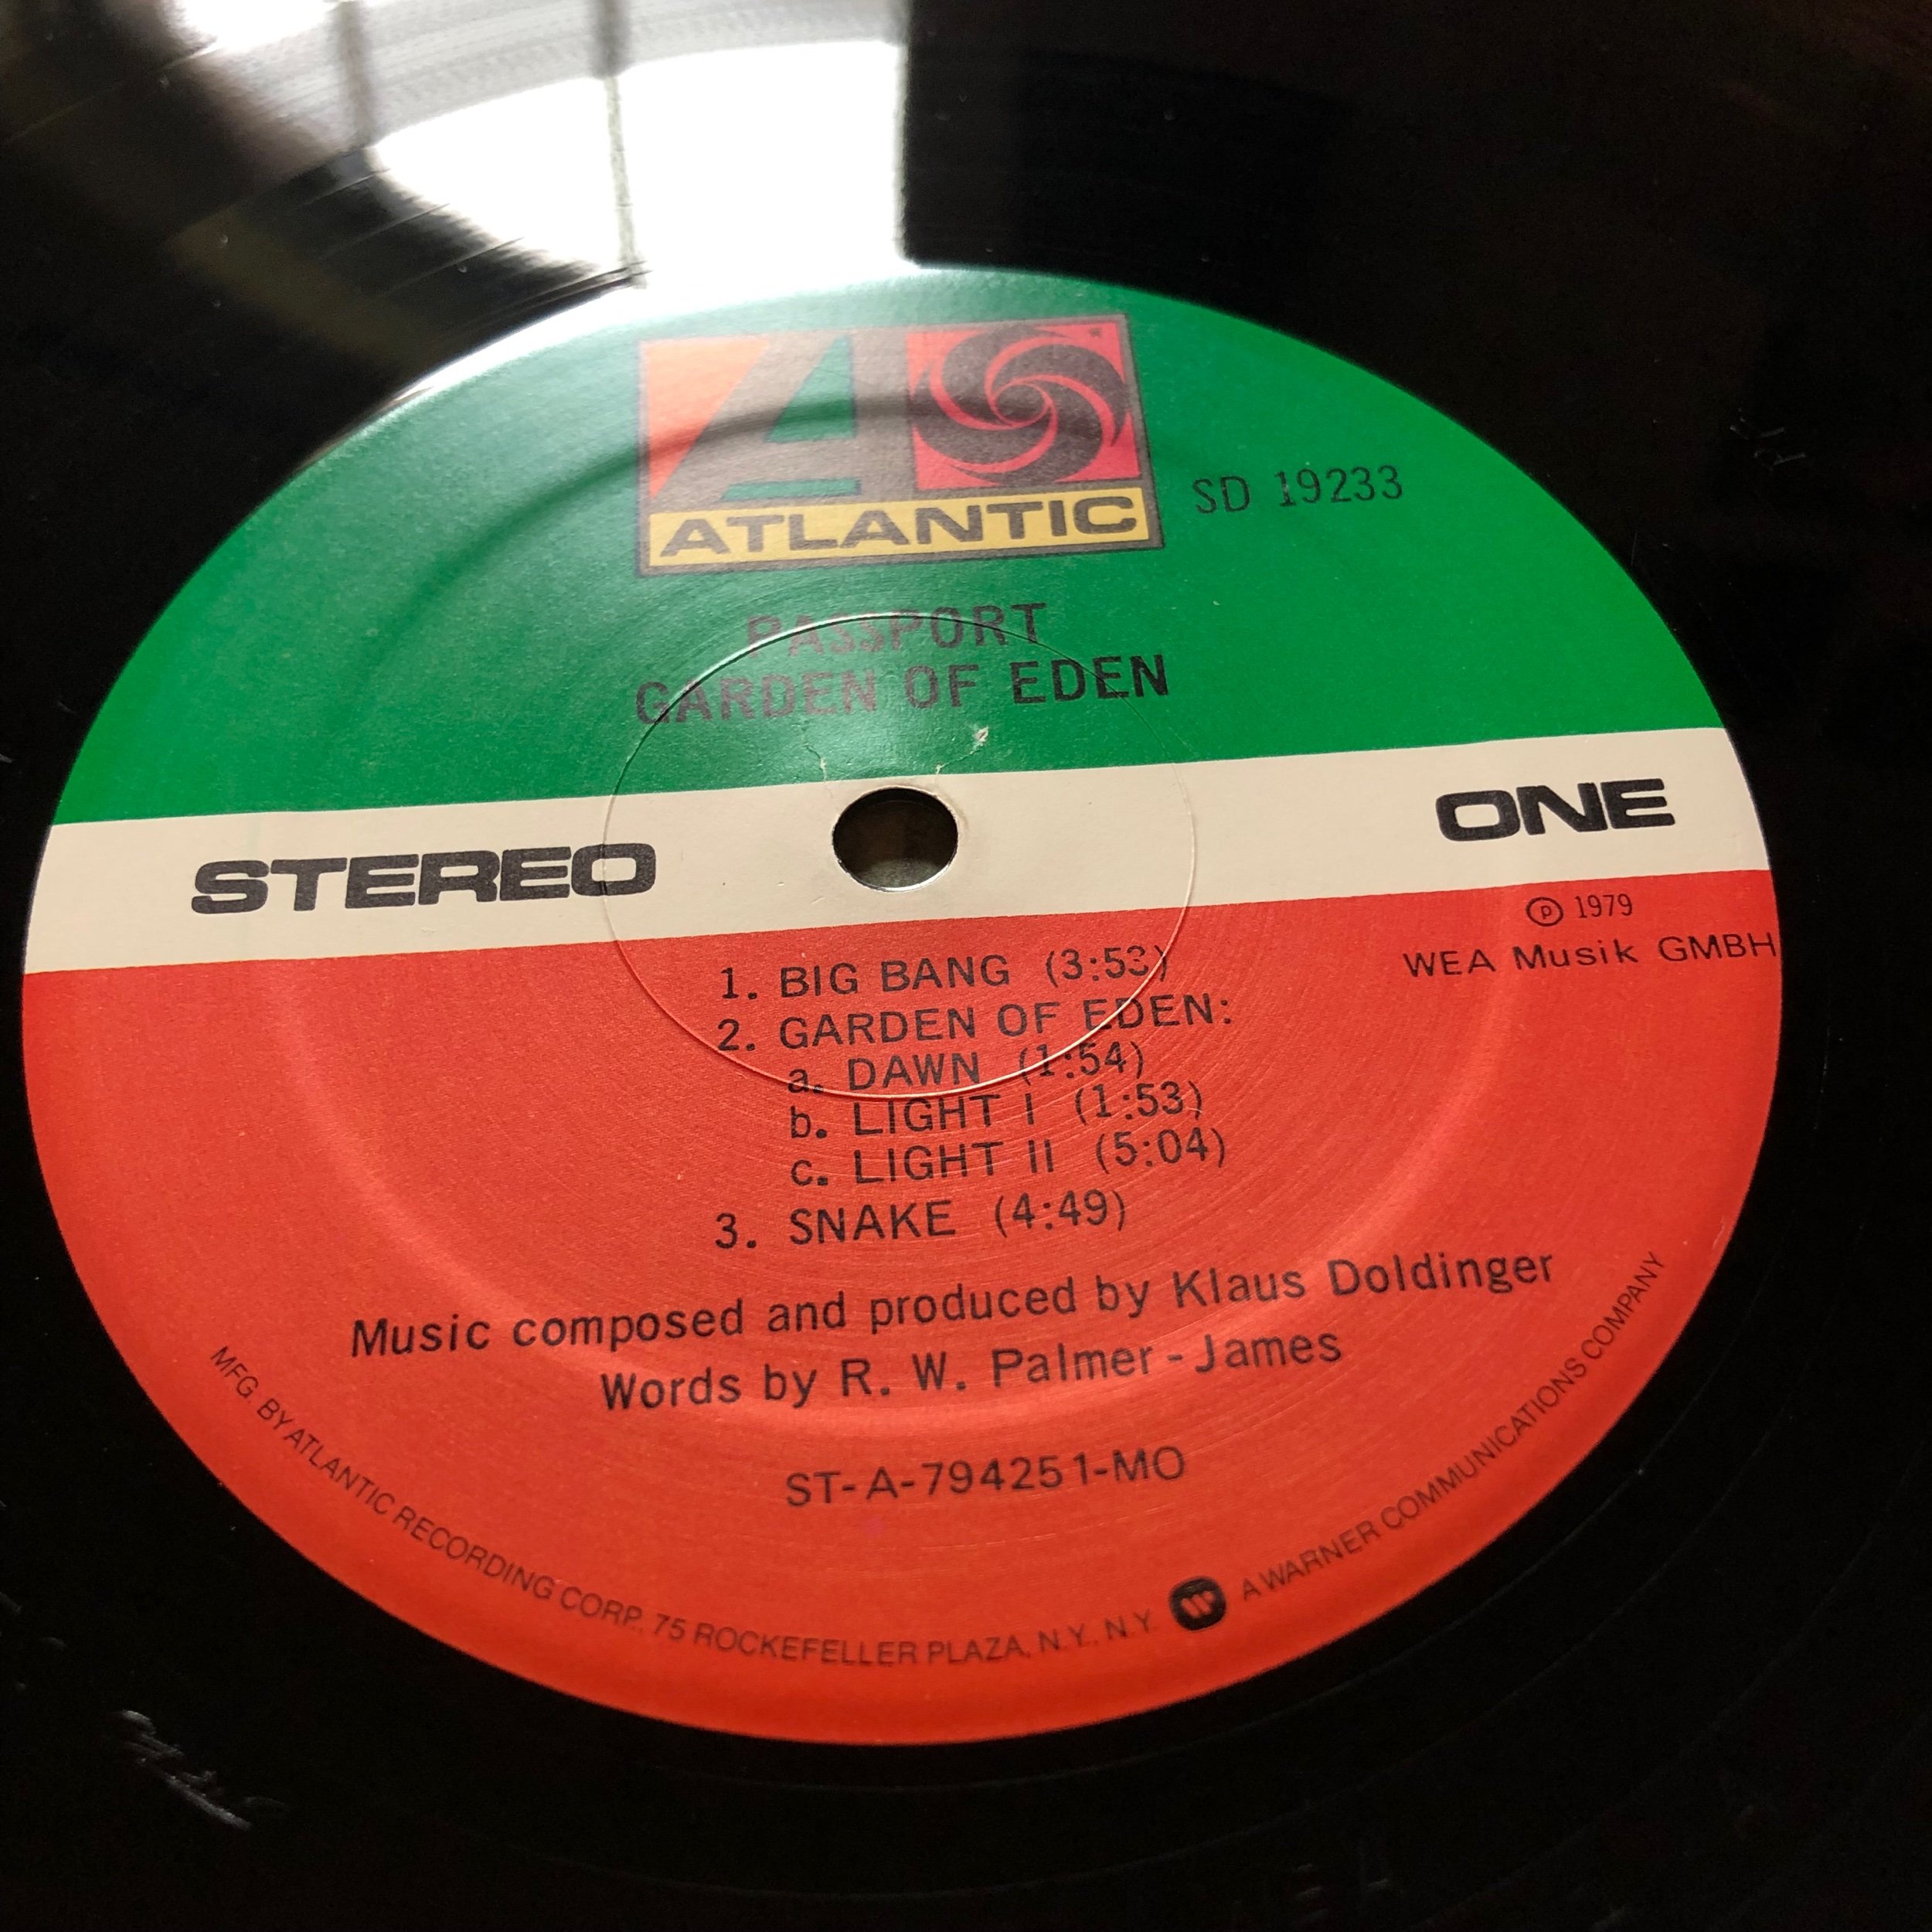 ATLANTIC
SD 19233
PASSPORT
GARDEN OF EDEN
STEREO
ONE
℗ 1979
WEA Musik GMBH
1. BIG BANG (3:53)
2. GARDEN OF EDEN:
a. DAWN (1:54)
b. LIGHT I (1:53)
c. LIGHT II (5:04)
3. SNAKE (4:49)
Music composed and produced by Klaus Doldinger
Words by R. W. Palmer-James
ST-A-794251-MO
MFG. BY ATLANTIC RECORDING CORP., 75 ROCKEFELLER PLAZA, N.Y., N.Y. A WARNER COMMUNICATIONS COMPANY